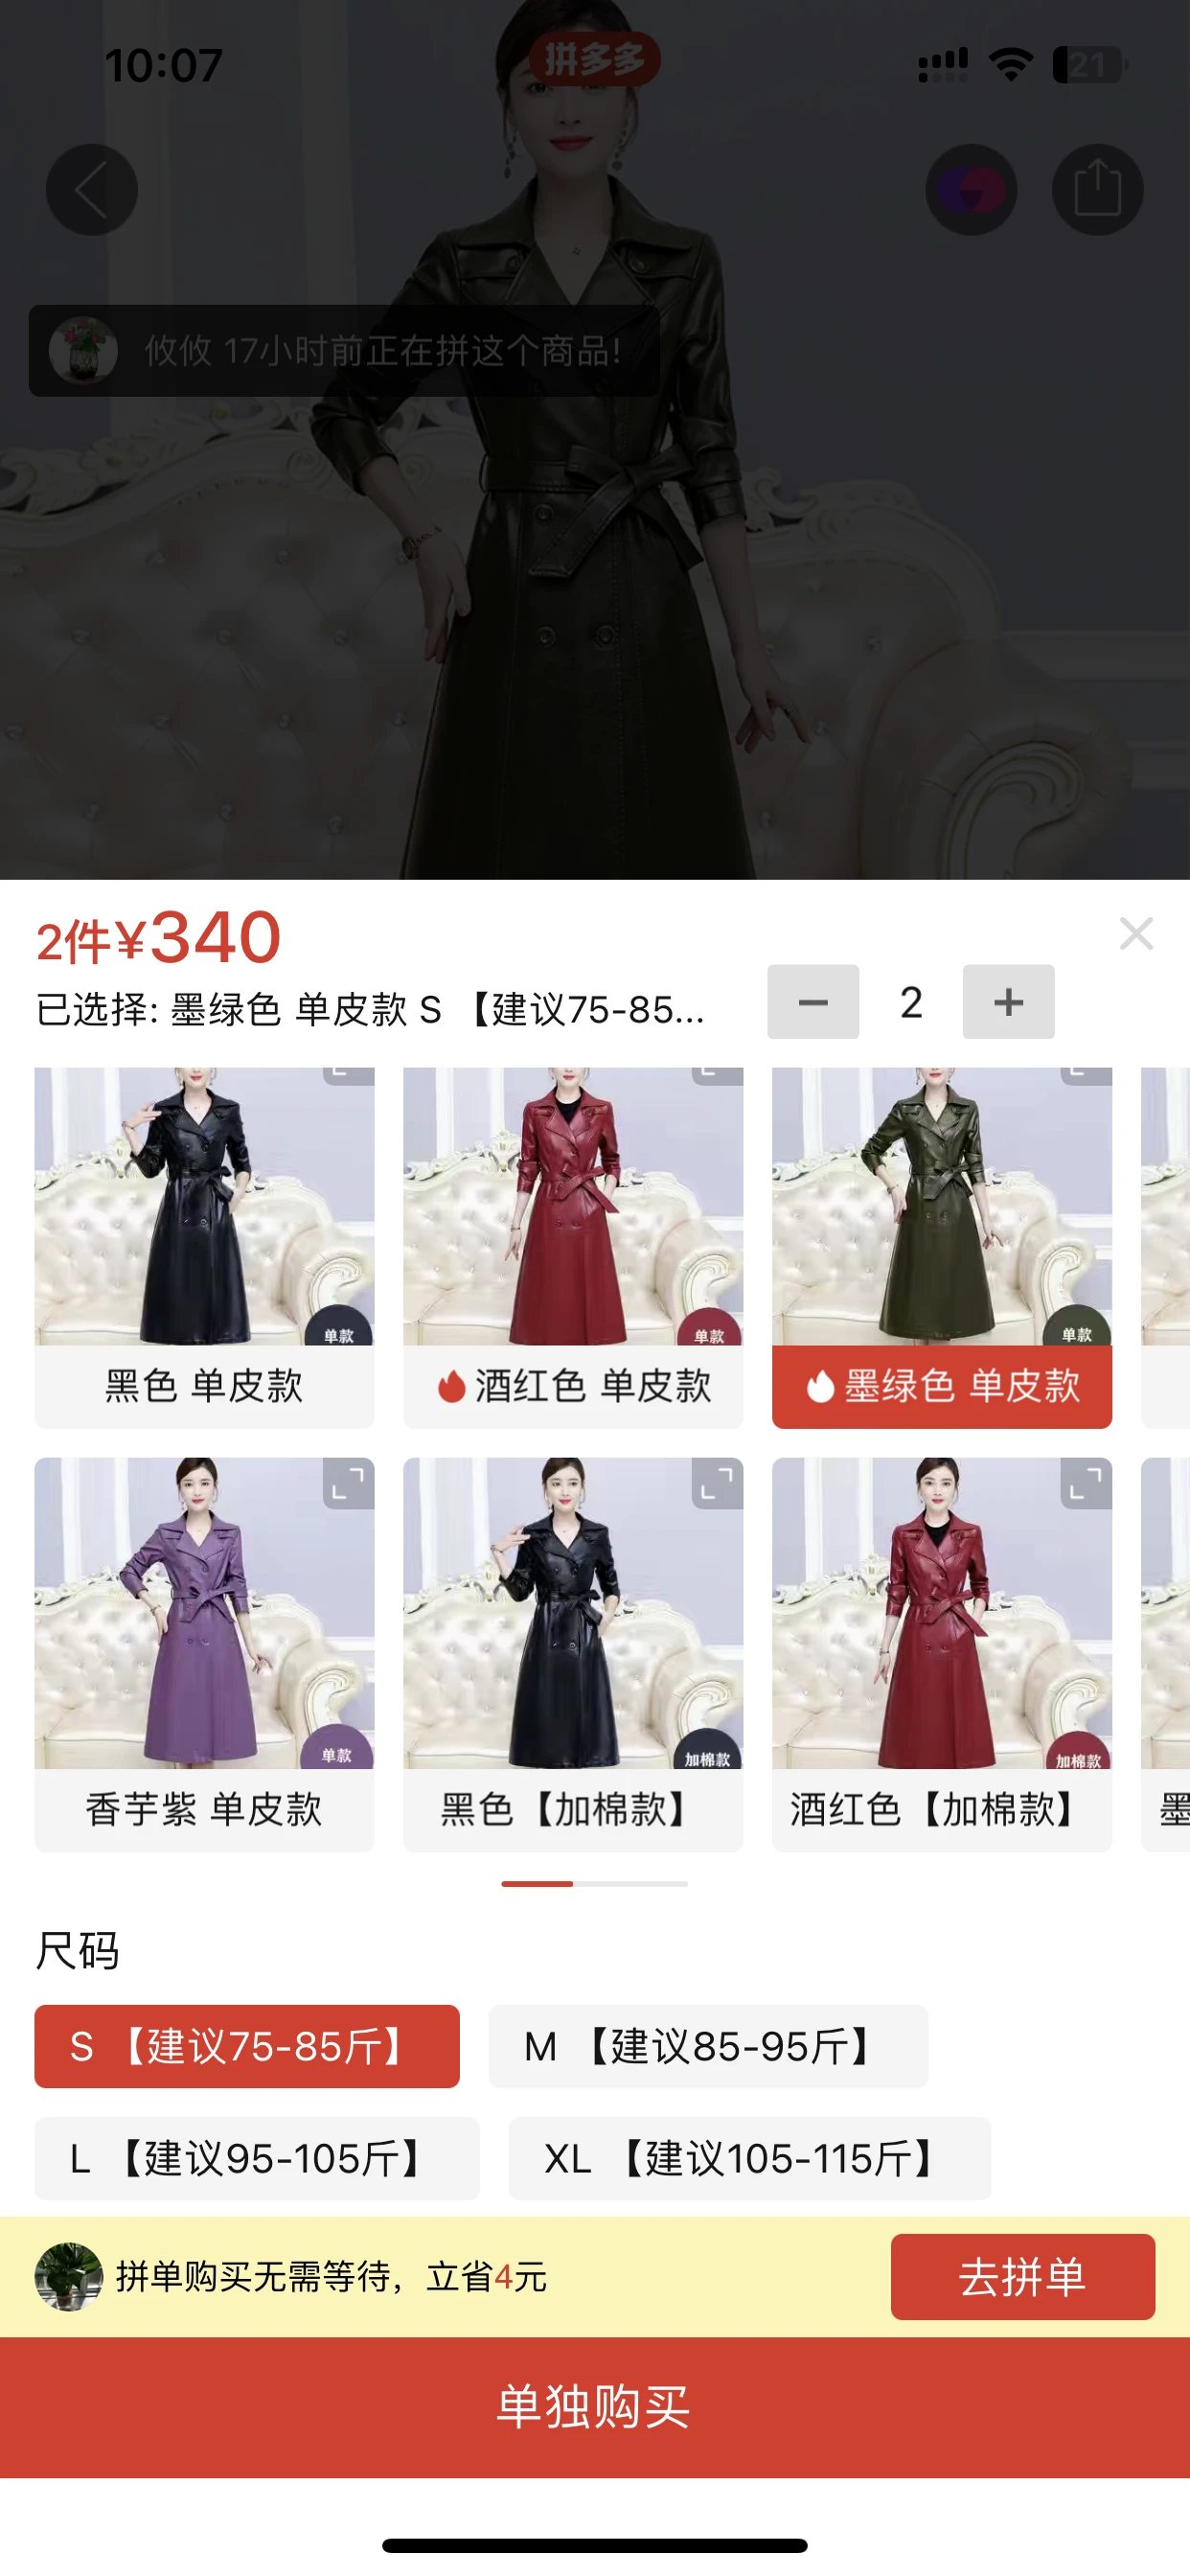 10:07
拼多多
21
攸攸 17小时前正在拼这个商品!
2件¥340
已选择: 墨绿色 单皮款 S 【建议75-85...
2
单款
单款
单款
黑色 单皮款
酒红色 单皮款
墨绿色 单皮款
单款
加棉款
加棉款
香芋紫 单皮款
黑色【加棉款】
酒红色【加棉款】
墨
尺码
S 【建议75-85斤】
M 【建议85-95斤】
L 【建议95-105斤】
XL 【建议105-115斤】
拼单购买无需等待，立省4元
去拼单
单独购买